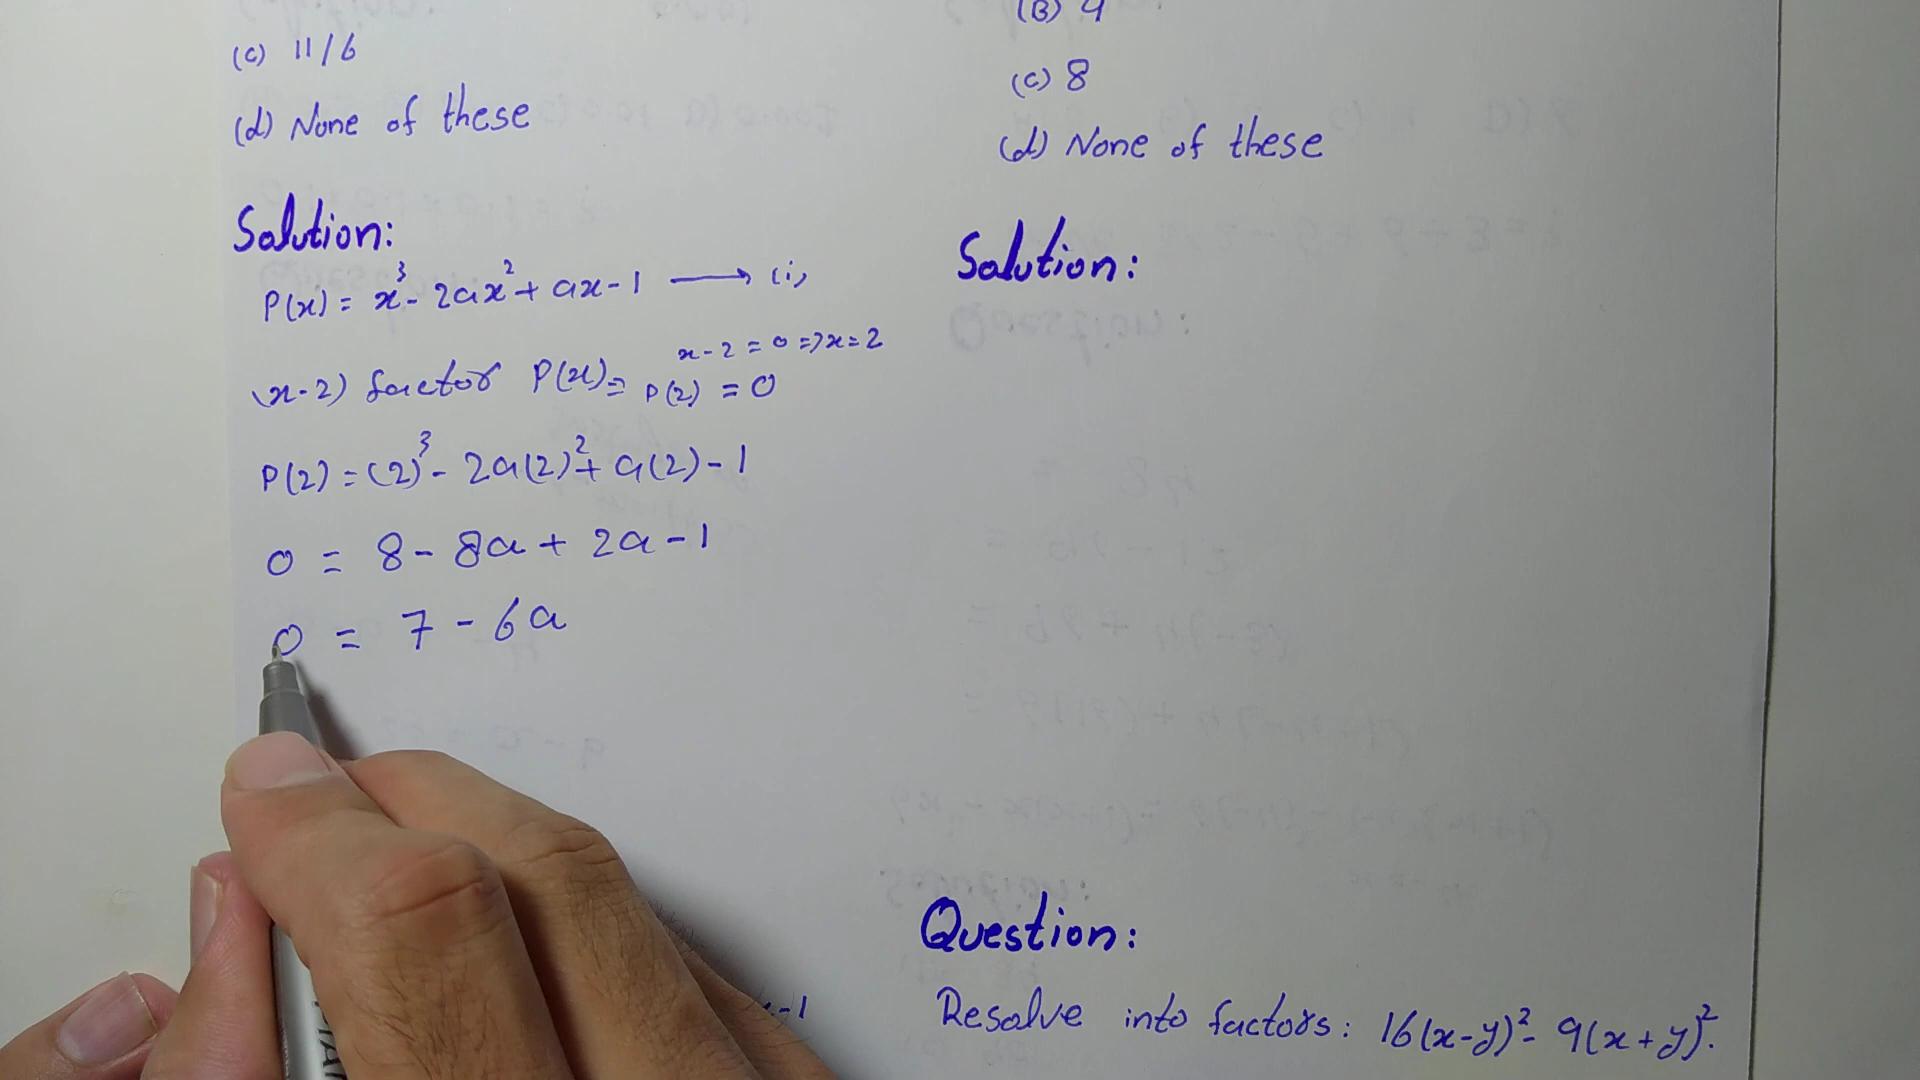 (c) 11/6
(d) None of these
Solution:
P(x) = x³ - 2ax² + ax - 1 ⟶ (i)
x - 2 = 0 => x = 2
(x - 2) factor P(x) => P(2) = 0
P(2) = (2)³ - 2a(2)² + a(2) - 1
0 = 8 - 8a + 2a - 1
0 = 7 - 6a
-1
(B) 4
(c) 8
(d) None of these
Solution:
Question:
Resolve into factors: 16(x-y)² - 9(x+y)².